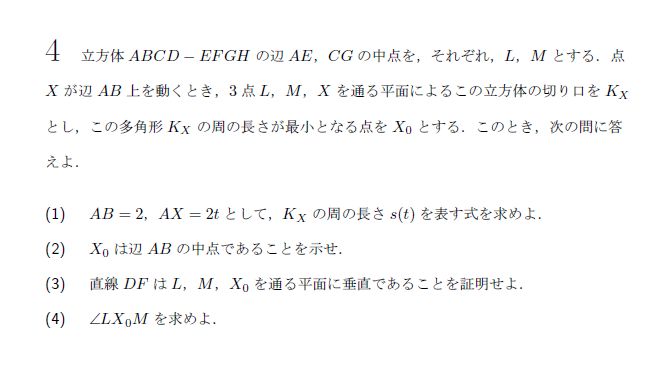 4 立方体 ABCD − EFGH の辺 AE，CG の中点を，それぞれ，L，M とする．点
X が辺 AB 上を動くとき，3 点 L，M，X を通る平面によるこの立方体の切り口を K_X
とし，この多角形 K_X の周の長さが最小となる点を X_0 とする．このとき，次の問に答
えよ．
(1) AB = 2，AX = 2t として，K_X の周の長さ s(t) を表す式を求めよ．
(2) X_0 は辺 AB の中点であることを示せ．
(3) 直線 DF は L，M，X_0 を通る平面に垂直であることを証明せよ．
(4) ∠LX_0M を求めよ．